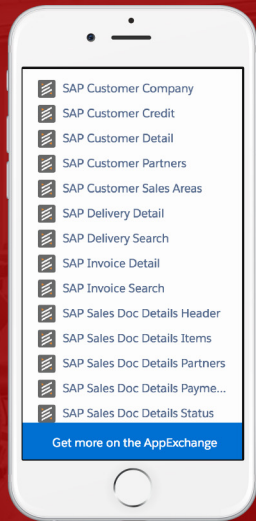 SAP Customer Company
SAP Customer Credit
SAP Customer Detail
SAP Customer Partners
SAP Customer Sales Areas
SAP Delivery Detail
SAP Delivery Search
SAP Invoice Detail
SAP Invoice Search
SAP Sales Doc Details Header
SAP Sales Doc Details Items
SAP Sales Doc Details Partners
SAP Sales Doc Details Payme...
SAP Sales Doc Details Status
Get more on the AppExchange